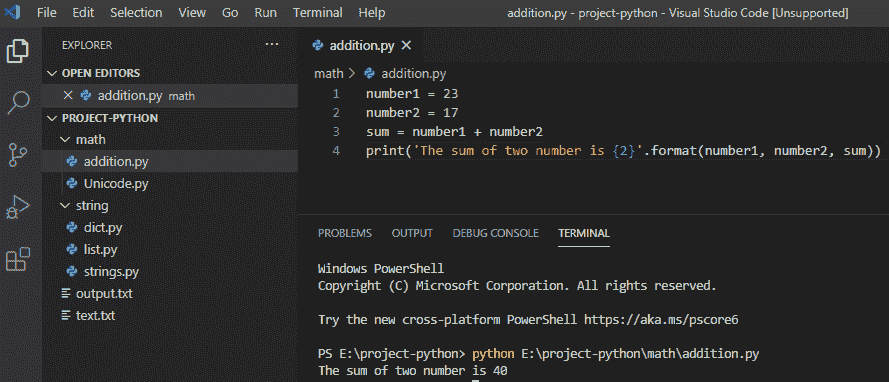 File Edit Selection View Go Run Terminal Help addition.py - project-python - Visual Studio Code [Unsupported]
EXPLORER ···
OPEN EDITORS
addition.py math
PROJECT-PYTHON
math
addition.py
Unicode.py
string
dict.py
list.py
strings.py
output.txt
text.txt
addition.py
math > addition.py
1 number1 = 23
2 number2 = 17
3 sum = number1 + number2
4 print('The sum of two number is {2}'.format(number1, number2, sum))
PROBLEMS OUTPUT DEBUG CONSOLE TERMINAL
Windows PowerShell
Copyright (C) Microsoft Corporation. All rights reserved.
Try the new cross-platform PowerShell https://aka.ms/pscore6
PS E:\project-python> python E:\project-python\math\addition.py
The sum of two number is 40